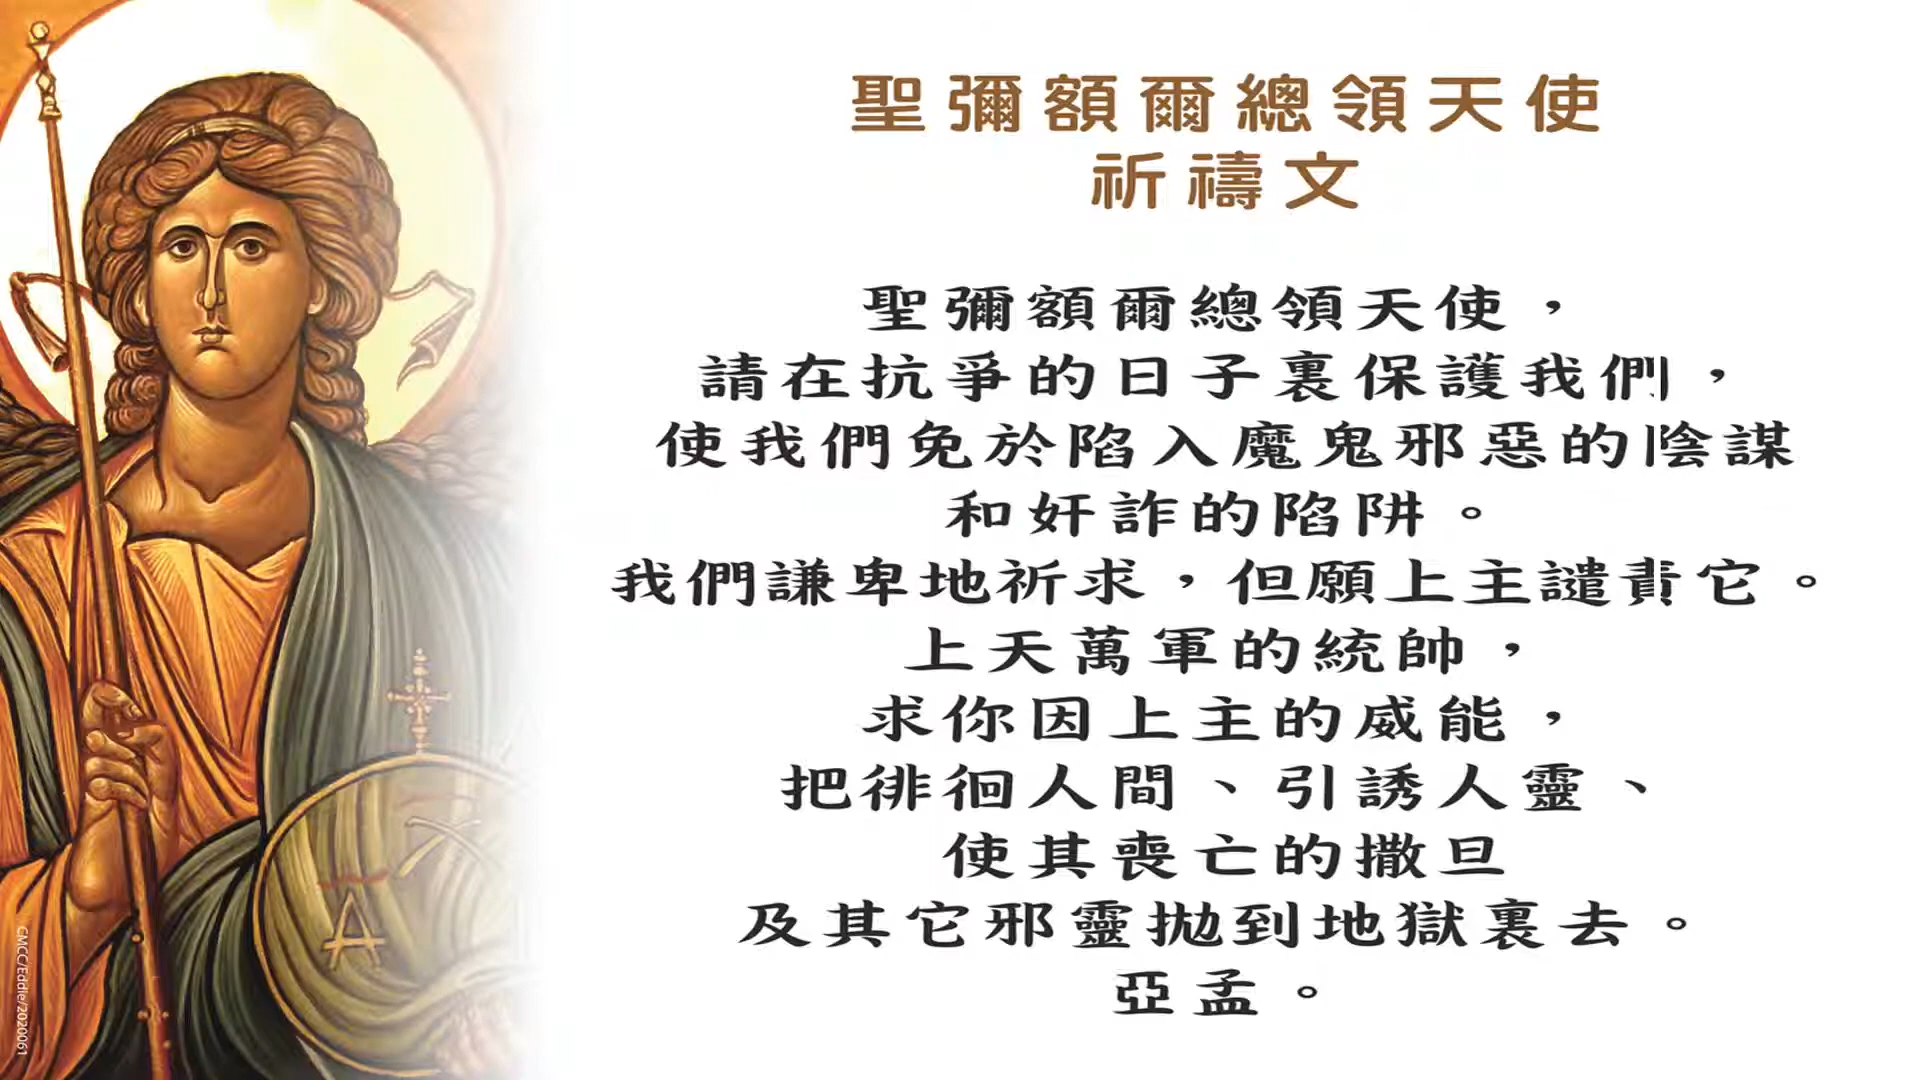 聖彌額爾總領天使
祈禱文
聖彌額爾總領天使，
請在抗爭的日子裏保護我們，
使我們免於陷入魔鬼邪惡的陰謀
和奸詐的陷阱。
我們謙卑地祈求，但願上主譴責它。
上天萬軍的統帥，
求你因上主的威能，
把徘徊人間、引誘人靈、
使其喪亡的撒旦
及其它邪靈拋到地獄裏去。
亞孟。
CMCC/Eddie/2020061